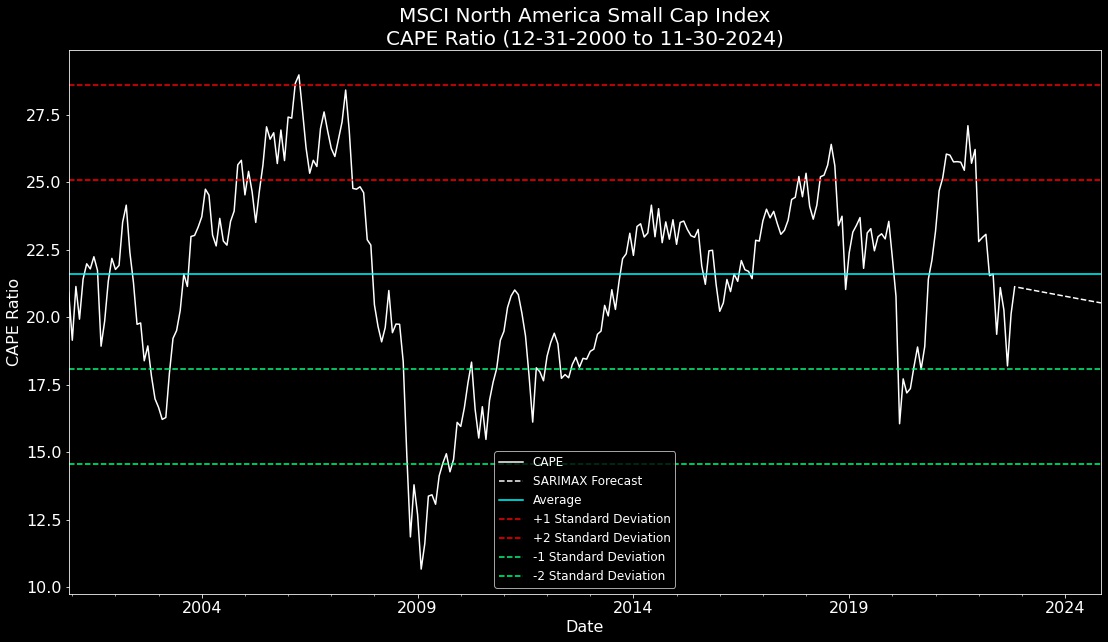 MSCI North America Small Cap Index
CAPE Ratio (12-31-2000 to 11-30-2024)
CAPE Ratio
27.5
25.0
22.5
20.0
17.5
15.0
12.5
10.0
CAPE
SARIMAX Forecast
Average
+1 Standard Deviation
+2 Standard Deviation
-1 Standard Deviation
-2 Standard Deviation
2004 2009 2014 2019 2024
Date